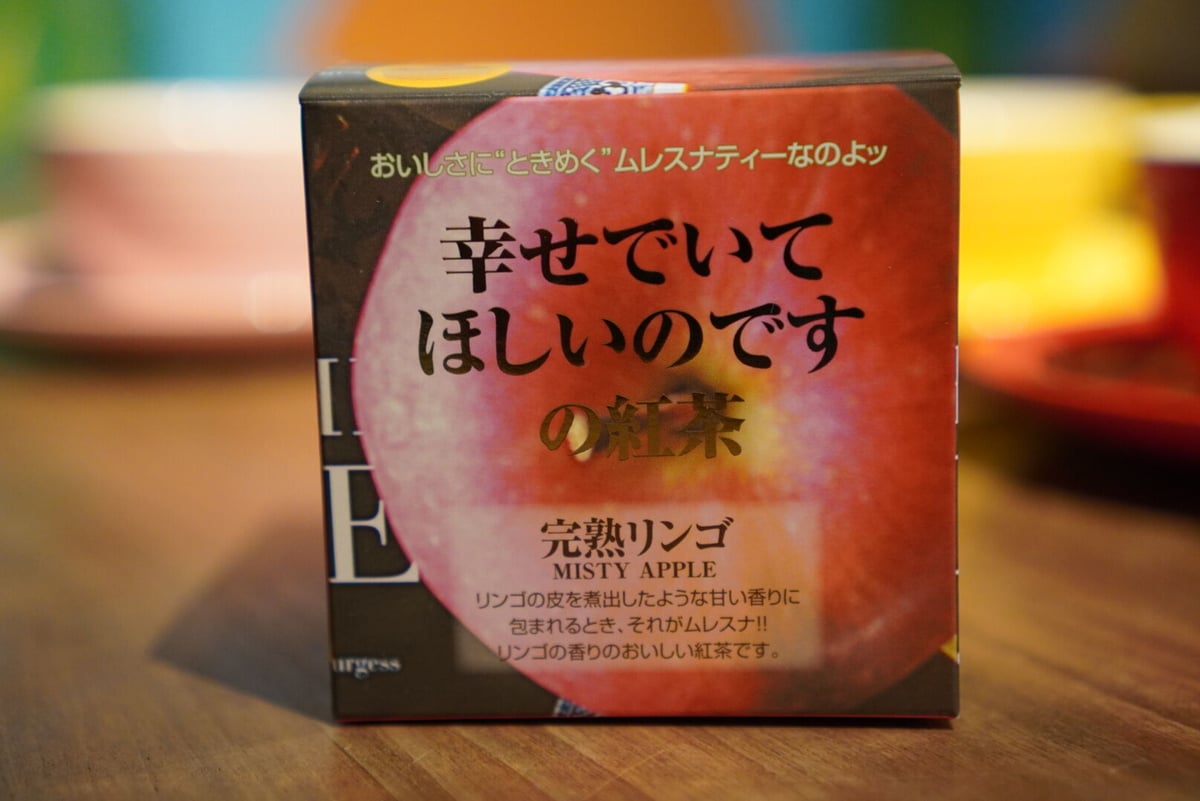 おいしさに“ときめく”ムレスナティーなのよッ
幸せでいて
ほしいのです
の紅茶
E
完熟リンゴ
MISTY APPLE
リンゴの皮を煮出したような甘い香りに
包まれるとき、それがムレスナ!!
リンゴの香りのおいしい紅茶です。
urgess